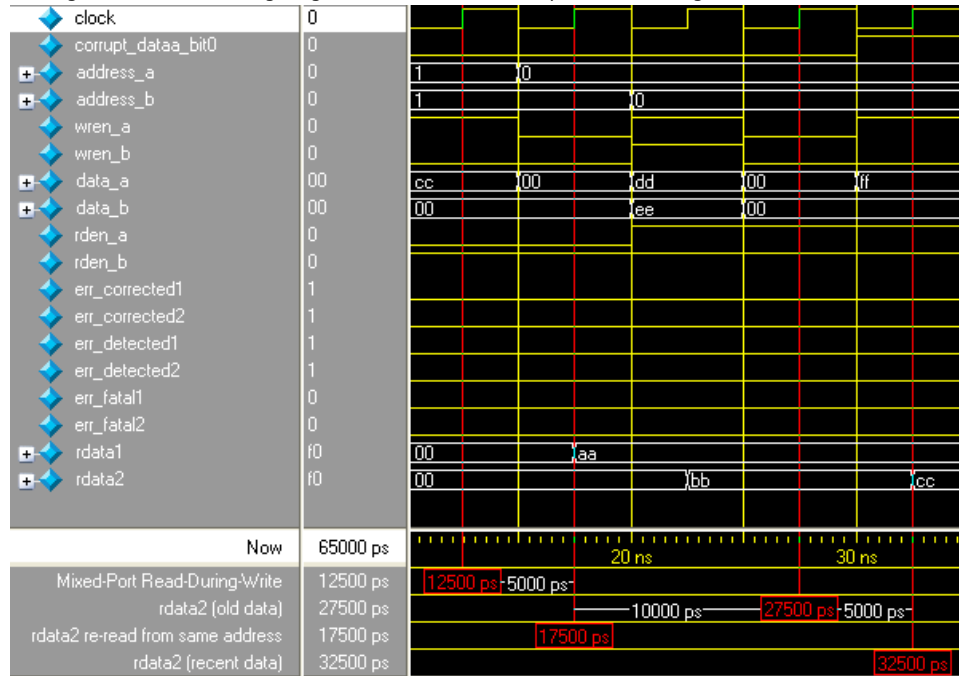 clock 0
corrupt_dataa_bit0 0
address_a 0 1 0
address_b 0 1 0
wren_a 0
wren_b 0
data_a 00 cc 00 dd 00 ff
data_b 00 00 ee 00
rden_a 0
rden_b 0
err_corrected1 1
err_corrected2 1
err_detected1 1
err_detected2 1
err_fatal1 0
err_fatal2 0
rdata1 f0 00 aa
rdata2 f0 00 bb cc
Now 65000 ps 20 ns 30 ns
Mixed-Port Read-During-Write 12500 ps 12500 ps 5000 ps
rdata2 (old data) 27500 ps 10000 ps 27500 ps 5000 ps
rdata2 re-read from same address 17500 ps 17500 ps
rdata2 (recent data) 32500 ps 32500 ps